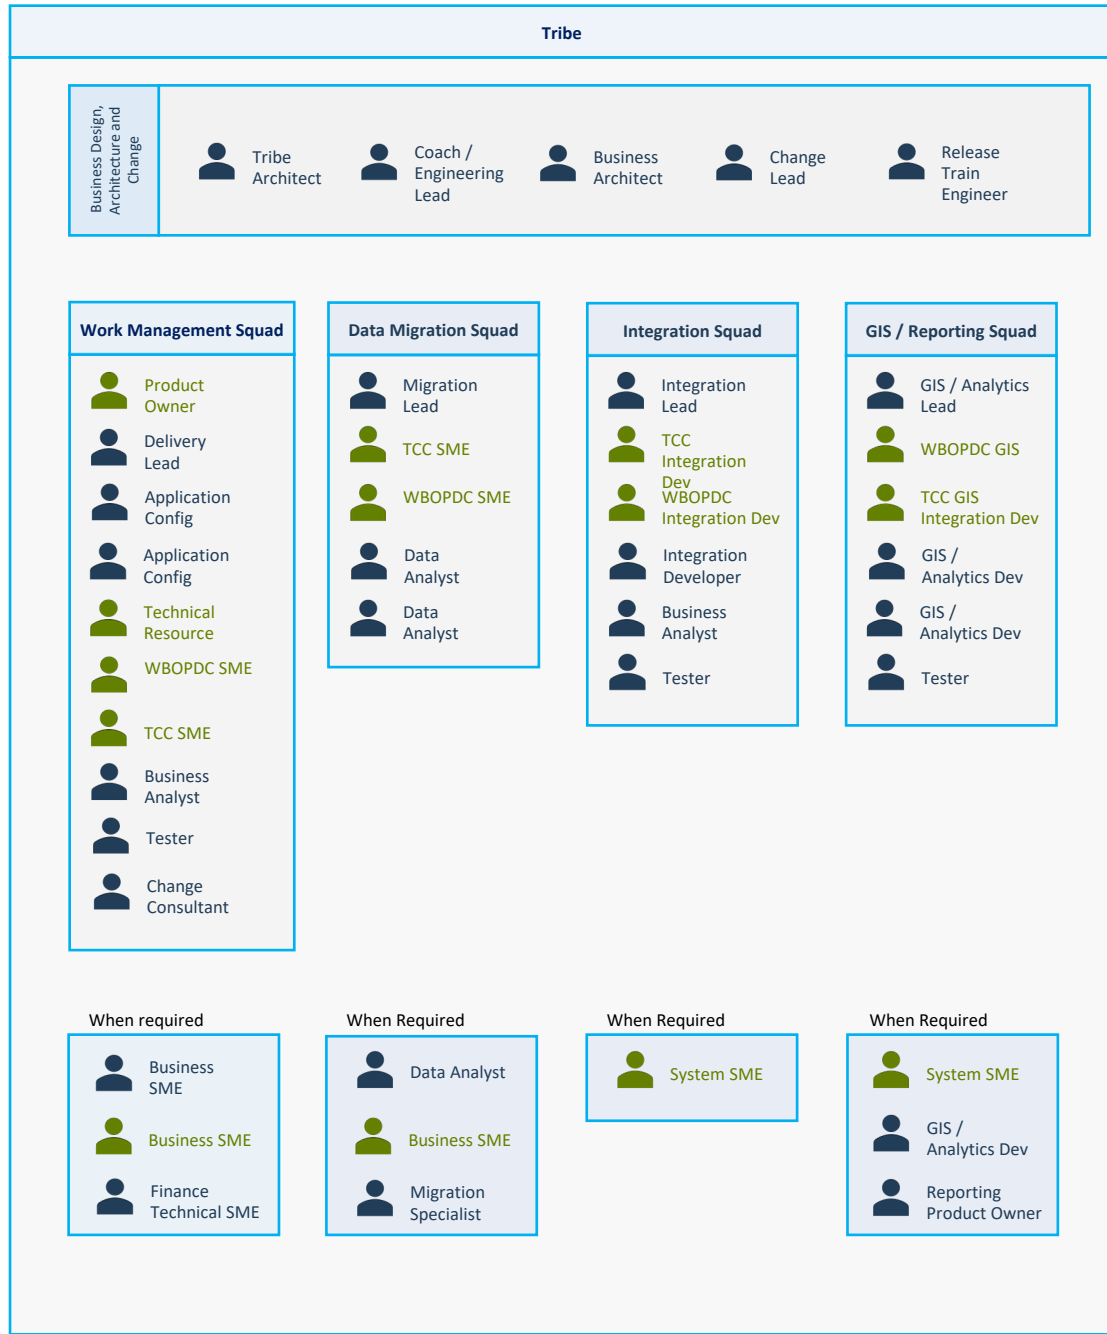 Tribe
Business Design,
Architecture and
Change
Tribe
Architect
Coach /
Engineering
Lead
Business
Architect
Change
Lead
Release
Train
Engineer
Work Management Squad
Product
Owner
Delivery
Lead
Application
Config
Application
Config
Technical
Resource
WBOPDC SME
TCC SME
Business
Analyst
Tester
Change
Consultant
Data Migration Squad
Migration
Lead
TCC SME
WBOPDC SME
Data
Analyst
Data
Analyst
Integration Squad
Integration
Lead
TCC
Integration
Dev
WBOPDC
Integration Dev
Integration
Developer
Business
Analyst
Tester
GIS / Reporting Squad
GIS / Analytics
Lead
WBOPDC GIS
TCC GIS
Integration Dev
GIS /
Analytics Dev
GIS /
Analytics Dev
Tester
When required
Business
SME
Business SME
Finance
Technical SME
When Required
Data Analyst
Business SME
Migration
Specialist
When Required
System SME
When Required
System SME
GIS /
Analytics Dev
Reporting
Product Owner